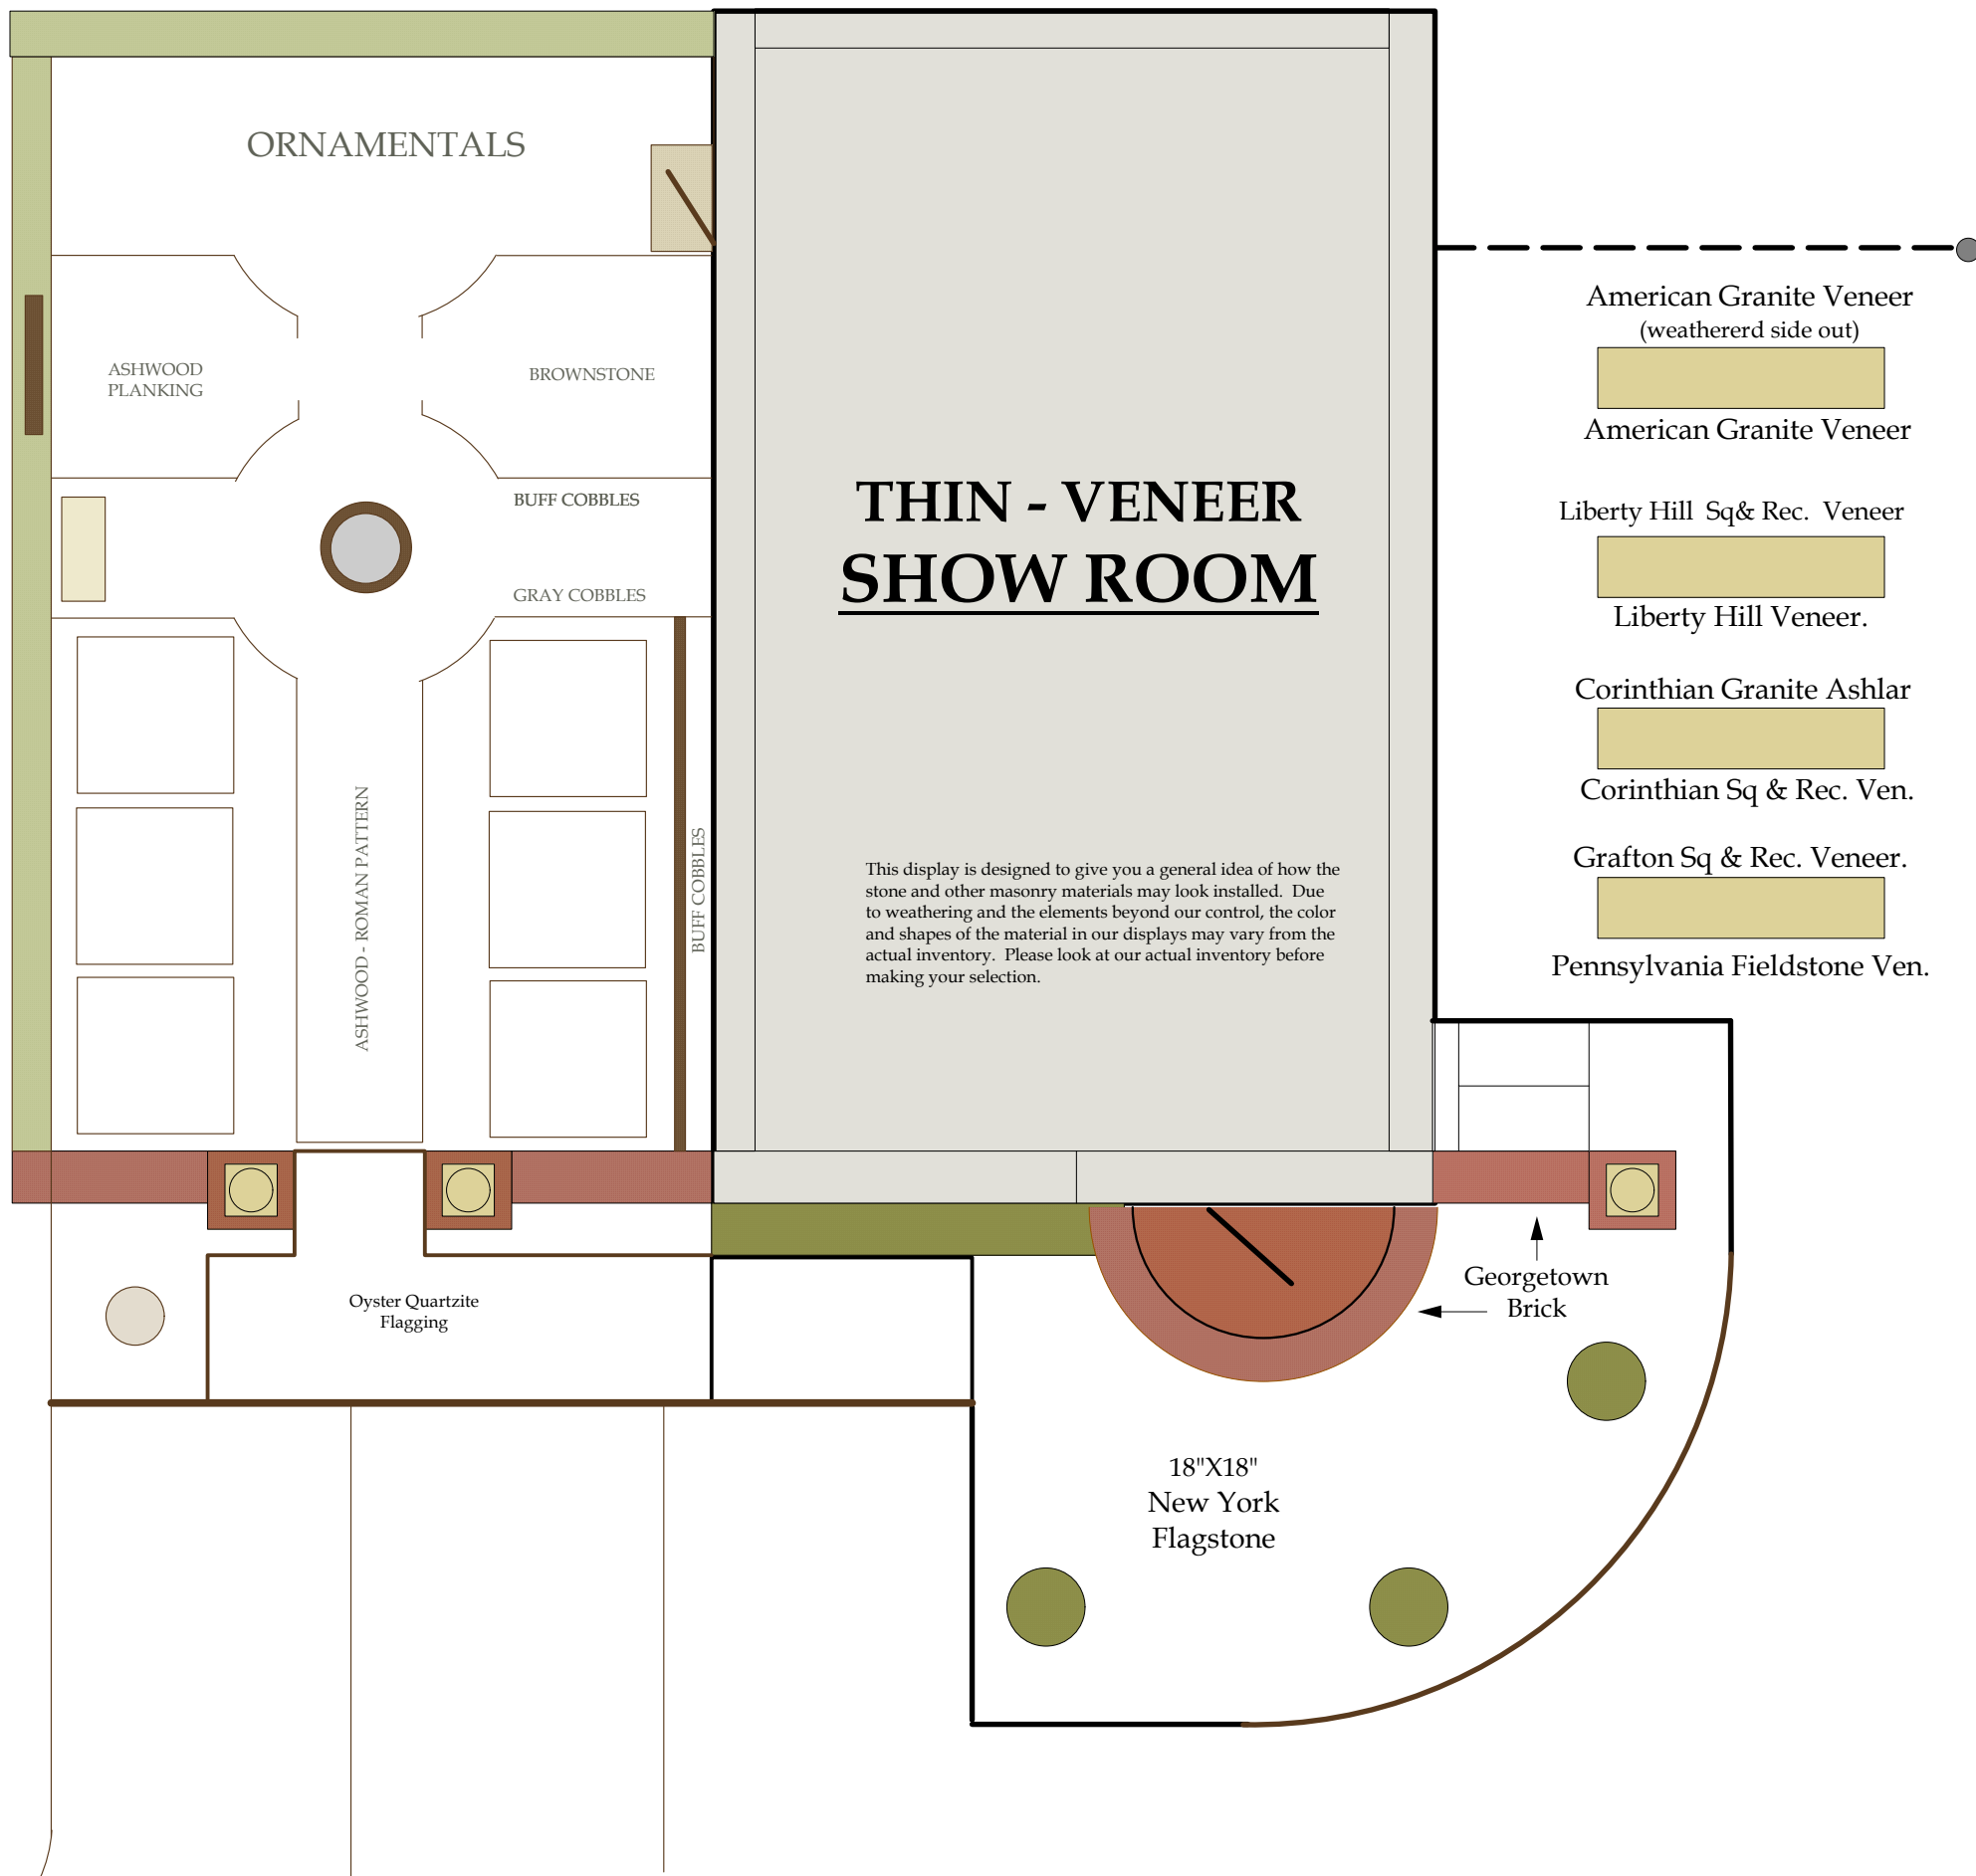 ORNAMENTALS
ASHWOOD
PLANKING
BROWNSTONE
BUFF COBBLES
GRAY COBBLES
ASHWOOD - ROMAN PATTERN
BUFF COBBLES
Oyster Quartzite
Flagging
THIN - VENEER
SHOW ROOM
This display is designed to give you a general idea of how the
stone and other masonry materials may look installed. Due
to weathering and the elements beyond our control, the color
and shapes of the material in our displays may vary from the
actual inventory. Please look at our actual inventory before
making your selection.
American Granite Veneer
(weathererd side out)
American Granite Veneer
Liberty Hill Sq& Rec. Veneer
Liberty Hill Veneer.
Corinthian Granite Ashlar
Corinthian Sq & Rec. Ven.
Grafton Sq & Rec. Veneer.
Pennsylvania Fieldstone Ven.
Georgetown
Brick
18"X18"
New York
Flagstone